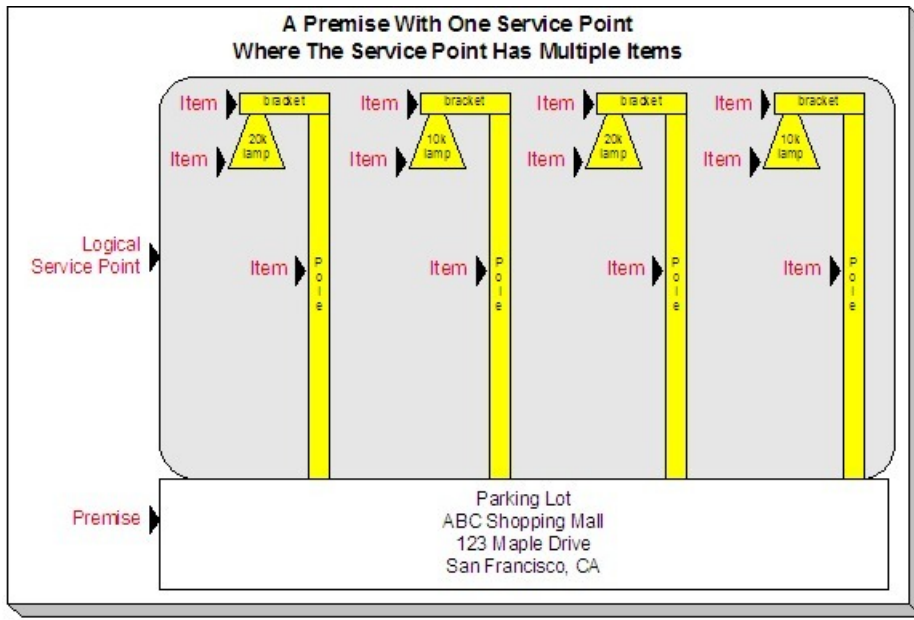 A Premise With One Service Point
Where The Service Point Has Multiple Items
Item bracket Item bracket Item bracket Item bracket
20k 10k 20k 10k
Item lamp Item lamp Item lamp Item lamp
Logical
Service Point
Item Pole Item Pole Item Pole Item Pole
Premise
Parking Lot
ABC Shopping Mall
123 Maple Drive
San Francisco, CA